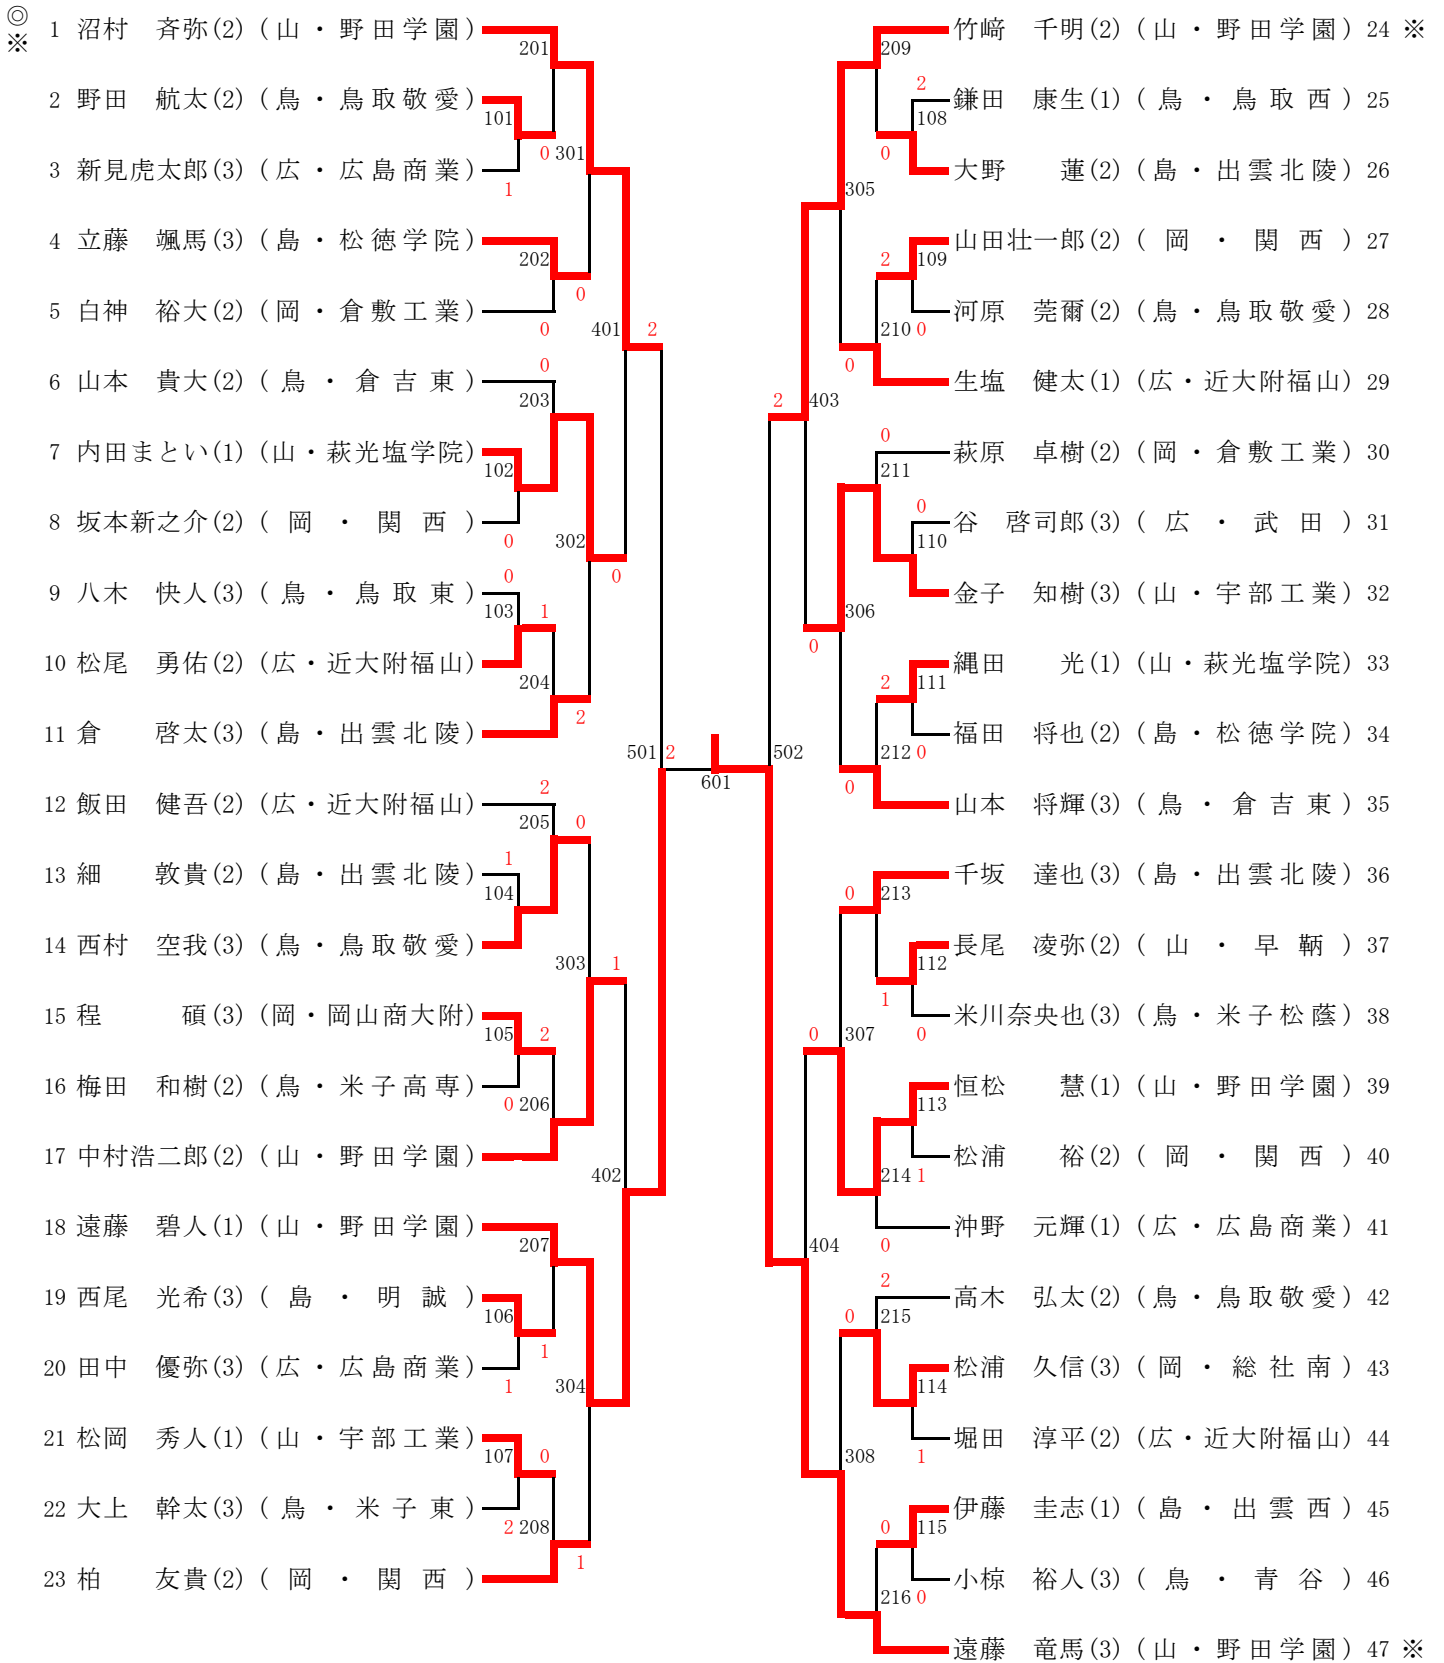 ◎
※
1 沼村 斉弥(2) (山・野田学園)
201
2 野田 航太(2) (鳥・鳥取敬愛)
101
0 301
3 新見虎太郎(3) (広・広島商業)
1
4 立藤 颯馬(3) (島・松徳学院)
202
0
5 白神 裕大(2) (岡・倉敷工業)
0
401 2
0
6 山本 貴大(2) (鳥・倉吉東)
203
7 内田まとい(1) (山・萩光塩学院)
102
8 坂本新之介(2) (岡・関西)
0
302
0
0
9 八木 快人(3) (鳥・鳥取東)
103 1
10 松尾 勇佑(2) (広・近大附福山)
204
2
11 倉 啓太(3) (島・出雲北陵)
501 2
601
2
12 飯田 健吾(2) (広・近大附福山)
205 0
1
13 細 敦貴(2) (島・出雲北陵)
104
14 西村 空我(3) (鳥・鳥取敬愛)
303 1
15 程 碩(3) (岡・岡山商大附)
105 2
16 梅田 和樹(2) (鳥・米子高専)
0 206
17 中村浩二郎(2) (山・野田学園)
402
18 遠藤 碧人(1) (山・野田学園)
207
19 西尾 光希(3) (島・明誠)
106
1
20 田中 優弥(3) (広・広島商業)
1
304
21 松岡 秀人(1) (山・宇部工業)
107 0
22 大上 幹太(3) (鳥・米子東)
2 208
1
23 柏 友貴(2) (岡・関西)
竹﨑 千明(2) (山・野田学園) 24 ※
209
2
鎌田 康生(1) (鳥・鳥取西) 25
108
0
大野 蓮(2) (島・出雲北陵) 26
305
山田壮一郎(2) (岡・関西) 27
2 109
河原 莞爾(2) (鳥・鳥取敬愛) 28
210 0
0
生塩 健太(1) (広・近大附福山) 29
2 403
0
萩原 卓樹(2) (岡・倉敷工業) 30
211
0
谷 啓司郎(3) (広・武田) 31
110
金子 知樹(3) (山・宇部工業) 32
306
0
縄田 光(1) (山・萩光塩学院) 33
2 111
福田 将也(2) (島・松徳学院) 34
502
212 0
0
山本 将輝(3) (鳥・倉吉東) 35
千坂 達也(3) (島・出雲北陵) 36
0 213
長尾 凌弥(2) (山・早鞆) 37
112
1
米川奈央也(3) (鳥・米子松蔭) 38
0 307 0
恒松 慧(1) (山・野田学園) 39
113
松浦 裕(2) (岡・関西) 40
214 1
沖野 元輝(1) (広・広島商業) 41
404 0
2
高木 弘太(2) (鳥・鳥取敬愛) 42
0 215
松浦 久信(3) (岡・総社南) 43
114
堀田 淳平(2) (広・近大附福山) 44
308 1
伊藤 圭志(1) (島・出雲西) 45
0 115
小椋 裕人(3) (鳥・青谷) 46
216 0
遠藤 竜馬(3) (山・野田学園) 47 ※